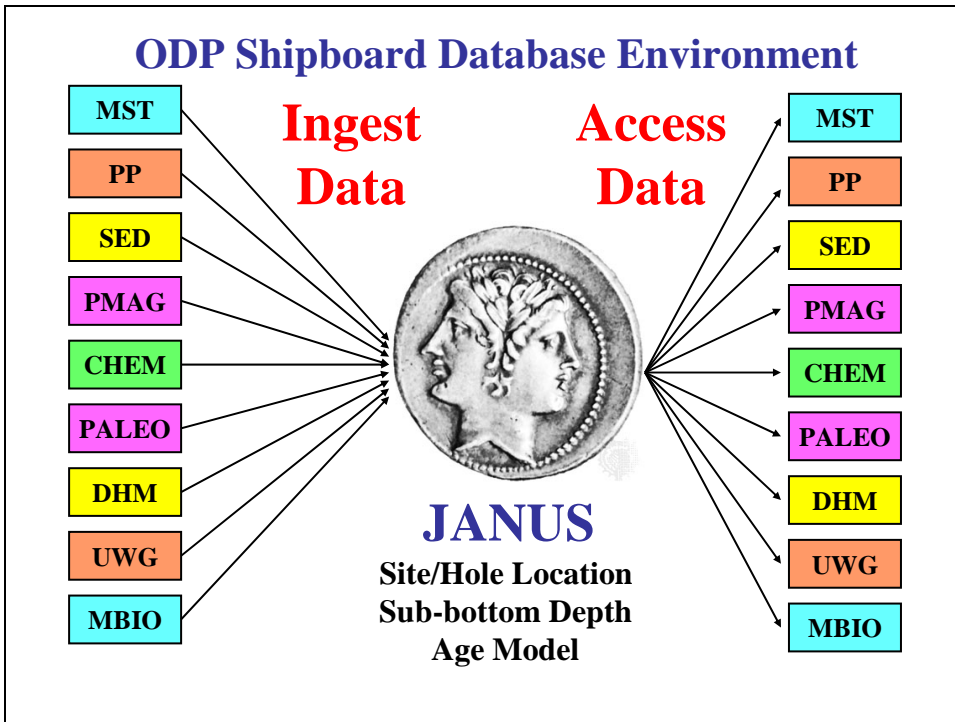 ODP Shipboard Database Environment
MST
PP
SED
PMAG
CHEM
PALEO
DHM
UWG
MBIO
Ingest
Data
Access
Data
JANUS
Site/Hole Location
Sub-bottom Depth
Age Model
MST
PP
SED
PMAG
CHEM
PALEO
DHM
UWG
MBIO